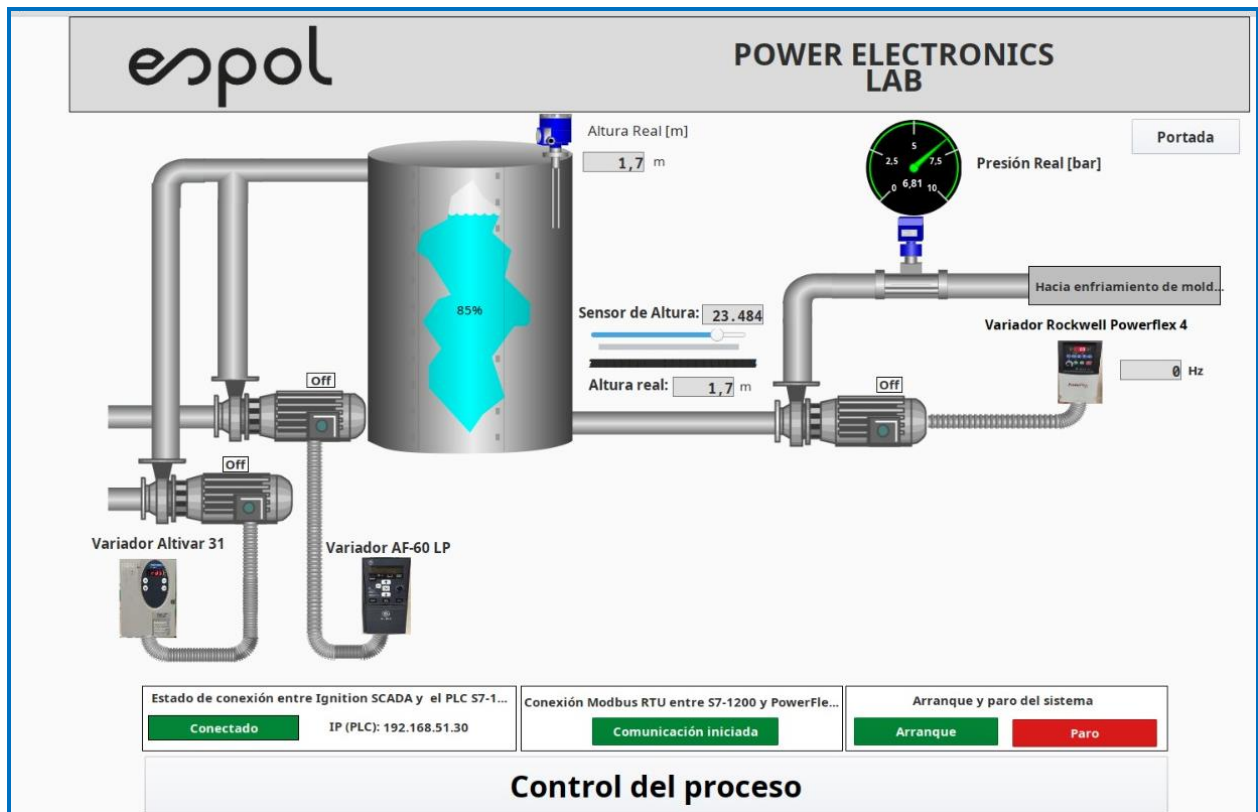 espol
POWER ELECTRONICS
LAB
Altura Real [m]
1,7 m
Portada
0
2,5
5
7,5
10
6,81
Presión Real [bar]
85%
Sensor de Altura: 23.484
Altura real: 1,7 m
Hacia enfriamiento de mold...
Variador Rockwell Powerflex 4
0 Hz
Off
Off
Off
Variador Altivar 31
Variador AF-60 LP
Estado de conexión entre Ignition SCADA y el PLC S7-1...
Conectado
IP (PLC): 192.168.51.30
Conexión Modbus RTU entre S7-1200 y PowerFle...
Comunicación iniciada
Arranque y paro del sistema
Arranque
Paro
Control del proceso